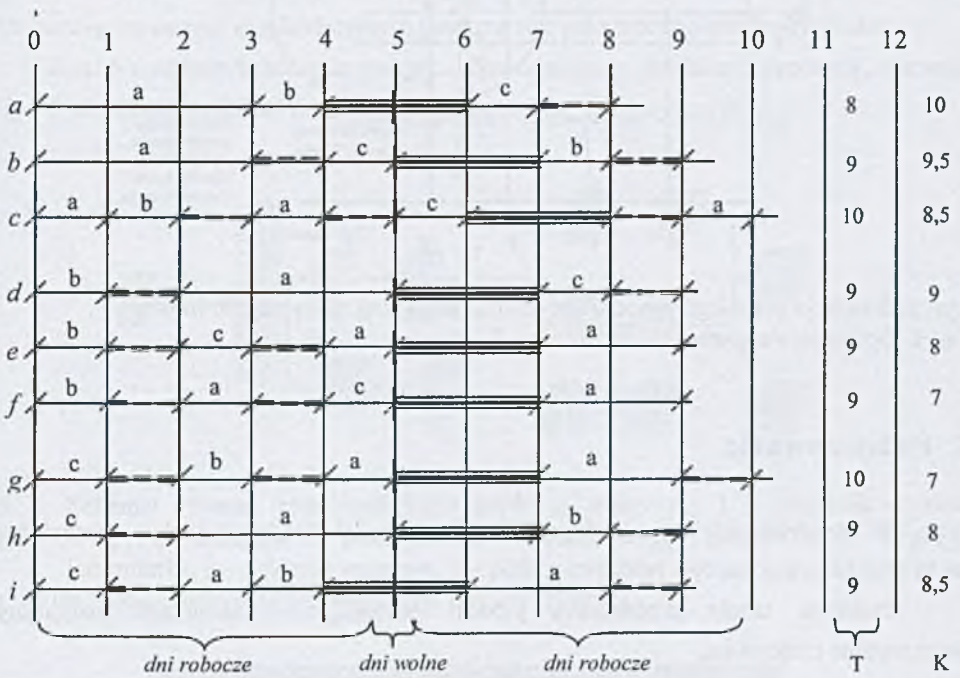 0 1 2 3 4 5 6 7 8 9 10 11 12
a a b c 8 10
b a c b 9 9,5
c a b a c a 10 8,5
d b a c 9 9
e b c a a 9 8
f b a c a 9 7
g c b a a 10 7
h c a b 9 8
i c a b a 9 8,5
dni robocze dni wolne dni robocze T K